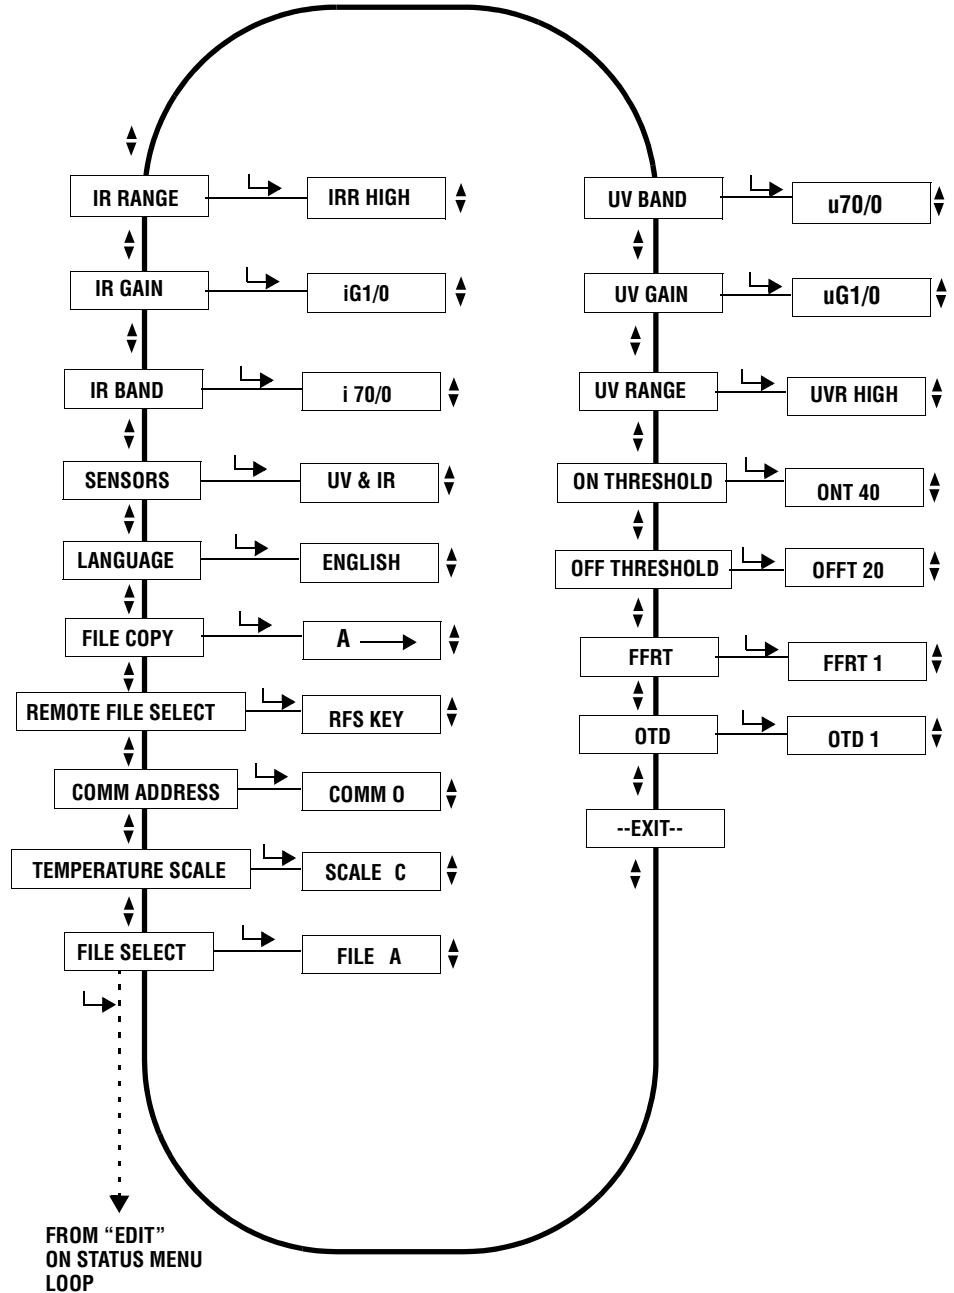 IR RANGE
IRR HIGH
IR GAIN
iG1/0
IR BAND
i 70/0
SENSORS
UV & IR
LANGUAGE
ENGLISH
FILE COPY
A
REMOTE FILE SELECT
RFS KEY
COMM ADDRESS
COMM O
TEMPERATURE SCALE
SCALE C
FILE SELECT
FILE A
FROM “EDIT”
ON STATUS MENU
LOOP
UV BAND
u70/0
UV GAIN
uG1/0
UV RANGE
UVR HIGH
ON THRESHOLD
ONT 40
OFF THRESHOLD
OFFT 20
FFRT
FFRT 1
OTD
OTD 1
--EXIT--